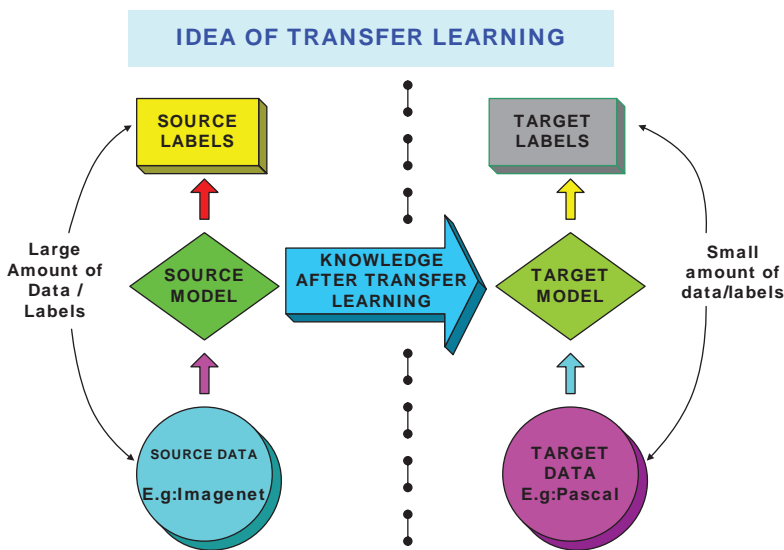 IDEA OF TRANSFER LEARNING
SOURCE
LABELS
TARGET
LABELS
Large
Amount of
Data /
Labels
SOURCE
MODEL
KNOWLEDGE
AFTER TRANSFER
LEARNING
TARGET
MODEL
Small
amount of
data/labels
SOURCE DATA
E.g:Imagenet
TARGET
DATA
E.g:Pascal